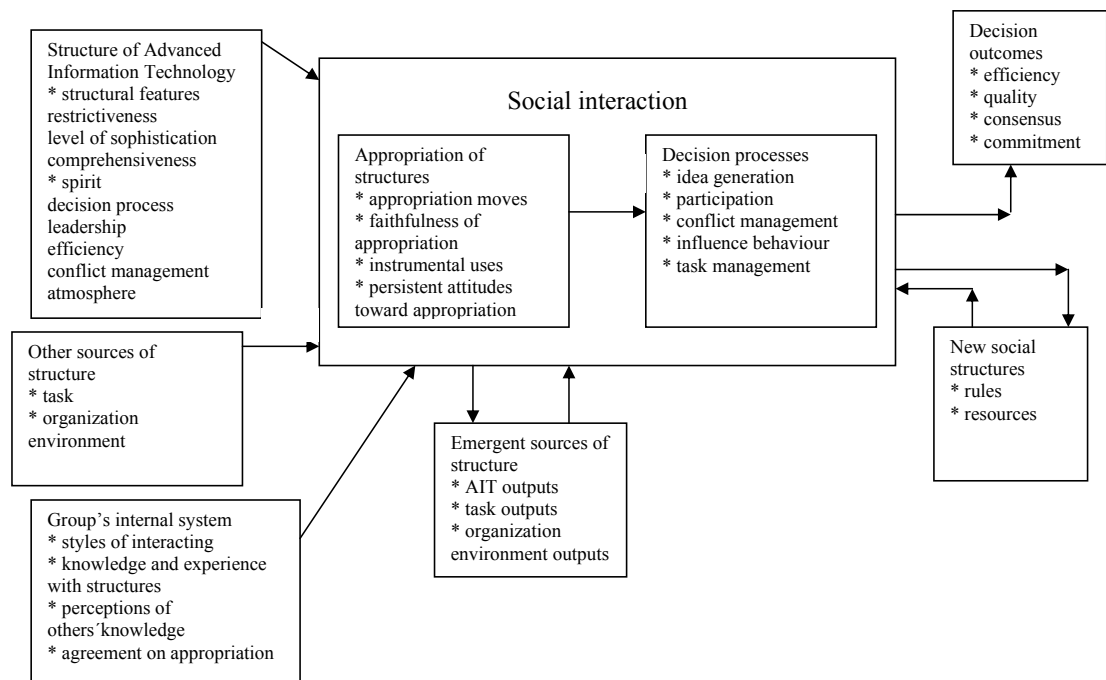 Structure of Advanced
Information Technology
* structural features
restrictiveness
level of sophistication
comprehensiveness
* spirit
decision process
leadership
efficiency
conflict management
atmosphere
Other sources of
structure
* task
* organization
environment
Group's internal system
* styles of interacting
* knowledge and experience
with structures
* perceptions of
others´knowledge
* agreement on appropriation
Social interaction
Appropriation of
structures
* appropriation moves
* faithfulness of
appropriation
* instrumental uses
* persistent attitudes
toward appropriation
Decision processes
* idea generation
* participation
* conflict management
* influence behaviour
* task management
Emergent sources of
structure
* AIT outputs
* task outputs
* organization
environment outputs
Decision
outcomes
* efficiency
* quality
* consensus
* commitment
New social
structures
* rules
* resources